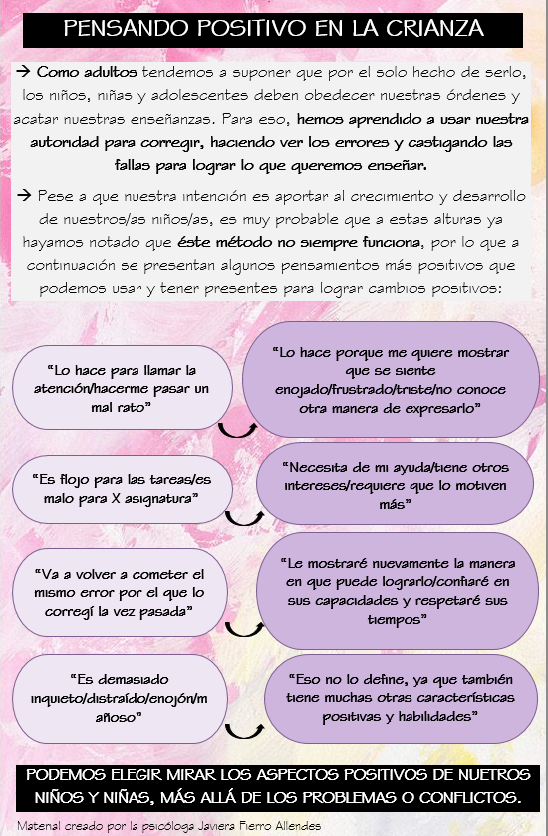 PENSANDO POSITIVO EN LA CRIANZA
→ Como adultos tendemos a suponer que por el solo hecho de serlo,
los niños, niñas y adolescentes deben obedecer nuestras órdenes y
acatar nuestras enseñanzas. Para eso, hemos aprendido a usar nuestra
autoridad para corregir, haciendo ver los errores y castigando las
fallas para lograr lo que queremos enseñar.
→ Pese a que nuestra intención es aportar al crecimiento y desarrollo
de nuestros/as niños/as, es muy probable que a estas alturas ya
hayamos notado que éste método no siempre funciona, por lo que a
continuación se presentan algunos pensamientos más positivos que
podemos usar y tener presentes para lograr cambios positivos:
"Lo hace para llamar la
atención/hacerme pasar un
mal rato"
"Lo hace porque me quiere mostrar
que se siente
enojado/frustrado/triste/no conoce
otra manera de expresarlo"
"Es flojo para las tareas/es
malo para X asignatura"
"Necesita de mi ayuda/tiene otros
intereses/requiere que lo motiven
más"
"Va a volver a cometer el
mismo error por el que lo
corregí la vez pasada"
"Le mostraré nuevamente la manera
en que puede lograrlo/confiaré en
sus capacidades y respetaré sus
tiempos"
"Es demasiado
inquieto/distraído/enojón/m
añoso"
"Eso no lo define, ya que también
tiene muchas otras características
positivas y habilidades"
PODEMOS ELEGIR MIRAR LOS ASPECTOS POSITIVOS DE NUETROS
NIÑOS Y NIÑAS, MÁS ALLÁ DE LOS PROBLEMAS O CONFLICTOS.
Material creado por la psicóloga Javiera Fierro Allendes